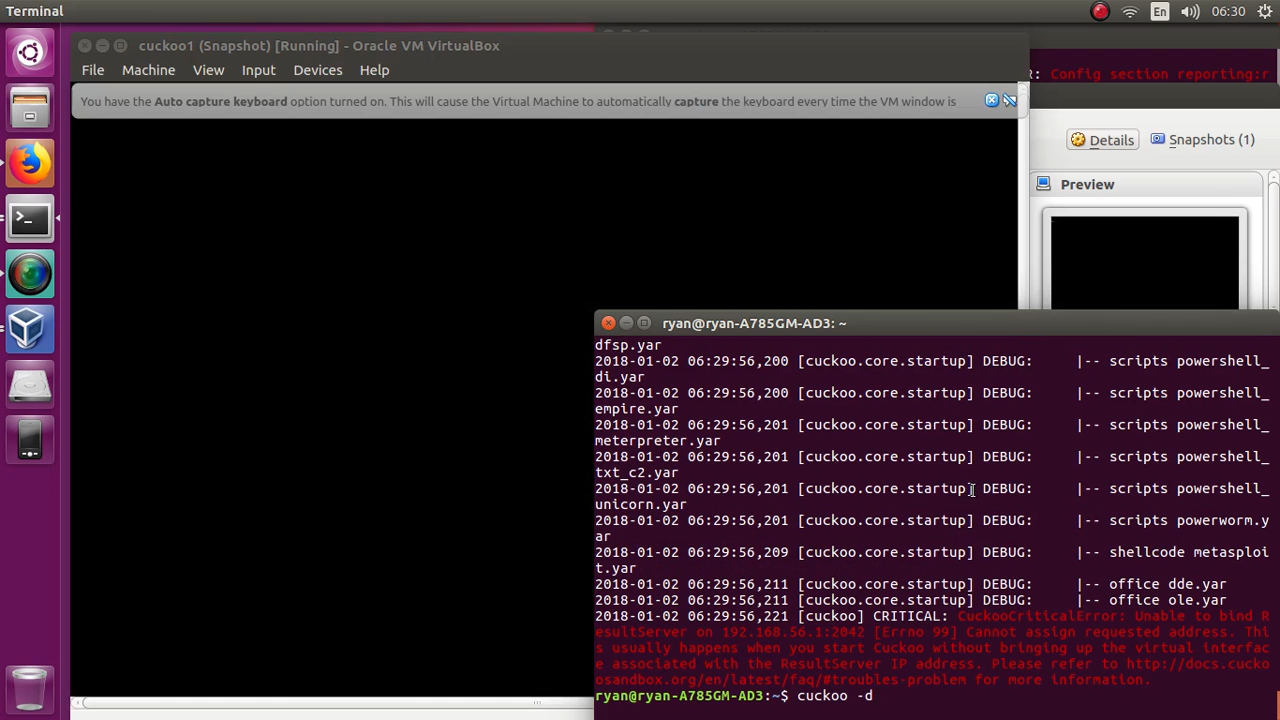 Terminal
En
06:30
cuckoo1 (Snapshot) [Running] - Oracle VM VirtualBox
File Machine View Input Devices Help
R: Config section reporting:r
You have the Auto capture keyboard option turned on. This will cause the Virtual Machine to automatically capture the keyboard every time the VM window is
Details
Snapshots (1)
Preview
ryan@ryan-A785GM-AD3: ~
dfsp.yar
2018-01-02 06:29:56,200 [cuckoo.core.startup] DEBUG:     |-- scripts powershell_
di.yar
2018-01-02 06:29:56,200 [cuckoo.core.startup] DEBUG:     |-- scripts powershell_
empire.yar
2018-01-02 06:29:56,201 [cuckoo.core.startup] DEBUG:     |-- scripts powershell_
meterpreter.yar
2018-01-02 06:29:56,201 [cuckoo.core.startup] DEBUG:     |-- scripts powershell_
txt_c2.yar
2018-01-02 06:29:56,201 [cuckoo.core.startup] DEBUG:     |-- scripts powershell_
unicorn.yar
2018-01-02 06:29:56,201 [cuckoo.core.startup] DEBUG:     |-- scripts powerworm.y
ar
2018-01-02 06:29:56,209 [cuckoo.core.startup] DEBUG:     |-- shellcode metasploi
t.yar
2018-01-02 06:29:56,211 [cuckoo.core.startup] DEBUG:     |-- office dde.yar
2018-01-02 06:29:56,211 [cuckoo.core.startup] DEBUG:     |-- office ole.yar
2018-01-02 06:29:56,221 [cuckoo] CRITICAL: CuckooCriticalError: Unable to bind R
esultServer on 192.168.56.1:2042 [Errno 99] Cannot assign requested address. Thi
s usually happens when you start Cuckoo without bringing up the virtual interfac
e associated with the ResultServer IP address. Please refer to http://docs.cucko
osandbox.org/en/latest/faq/#troubles-problem for more information.
ryan@ryan-A785GM-AD3:~$ cuckoo -d